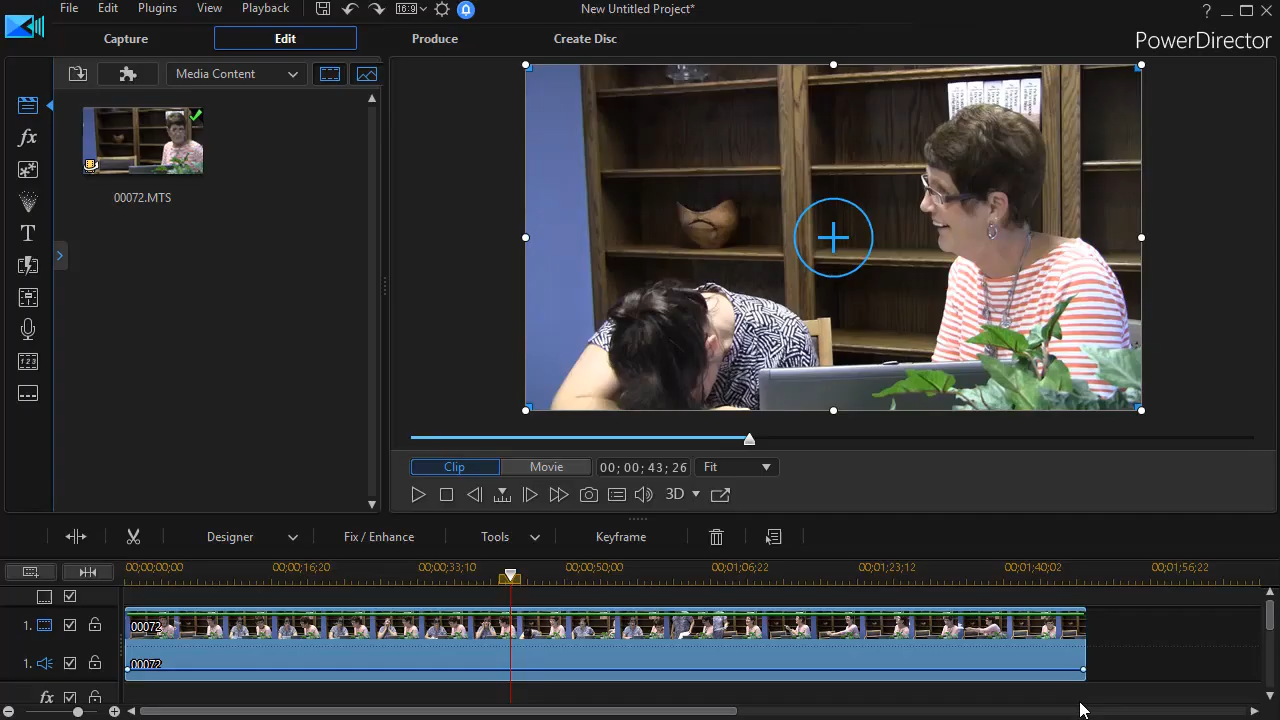 File Edit Plugins View Playback 16:9 New Untitled Project* ?
Capture Edit Produce Create Disc PowerDirector
Media Content
fx
00072.MTS
T
123
Clip Movie 00; 00; 43; 26 Fit
3D
Designer Fix / Enhance Tools Keyframe
00;00;00;00 00;00;16;20 00;00;33;10 00;00;50;00 00;01;06;22 00;01;23;12 00;01;40;02 00;01;56;22
1. 00072
1. 00072
fx